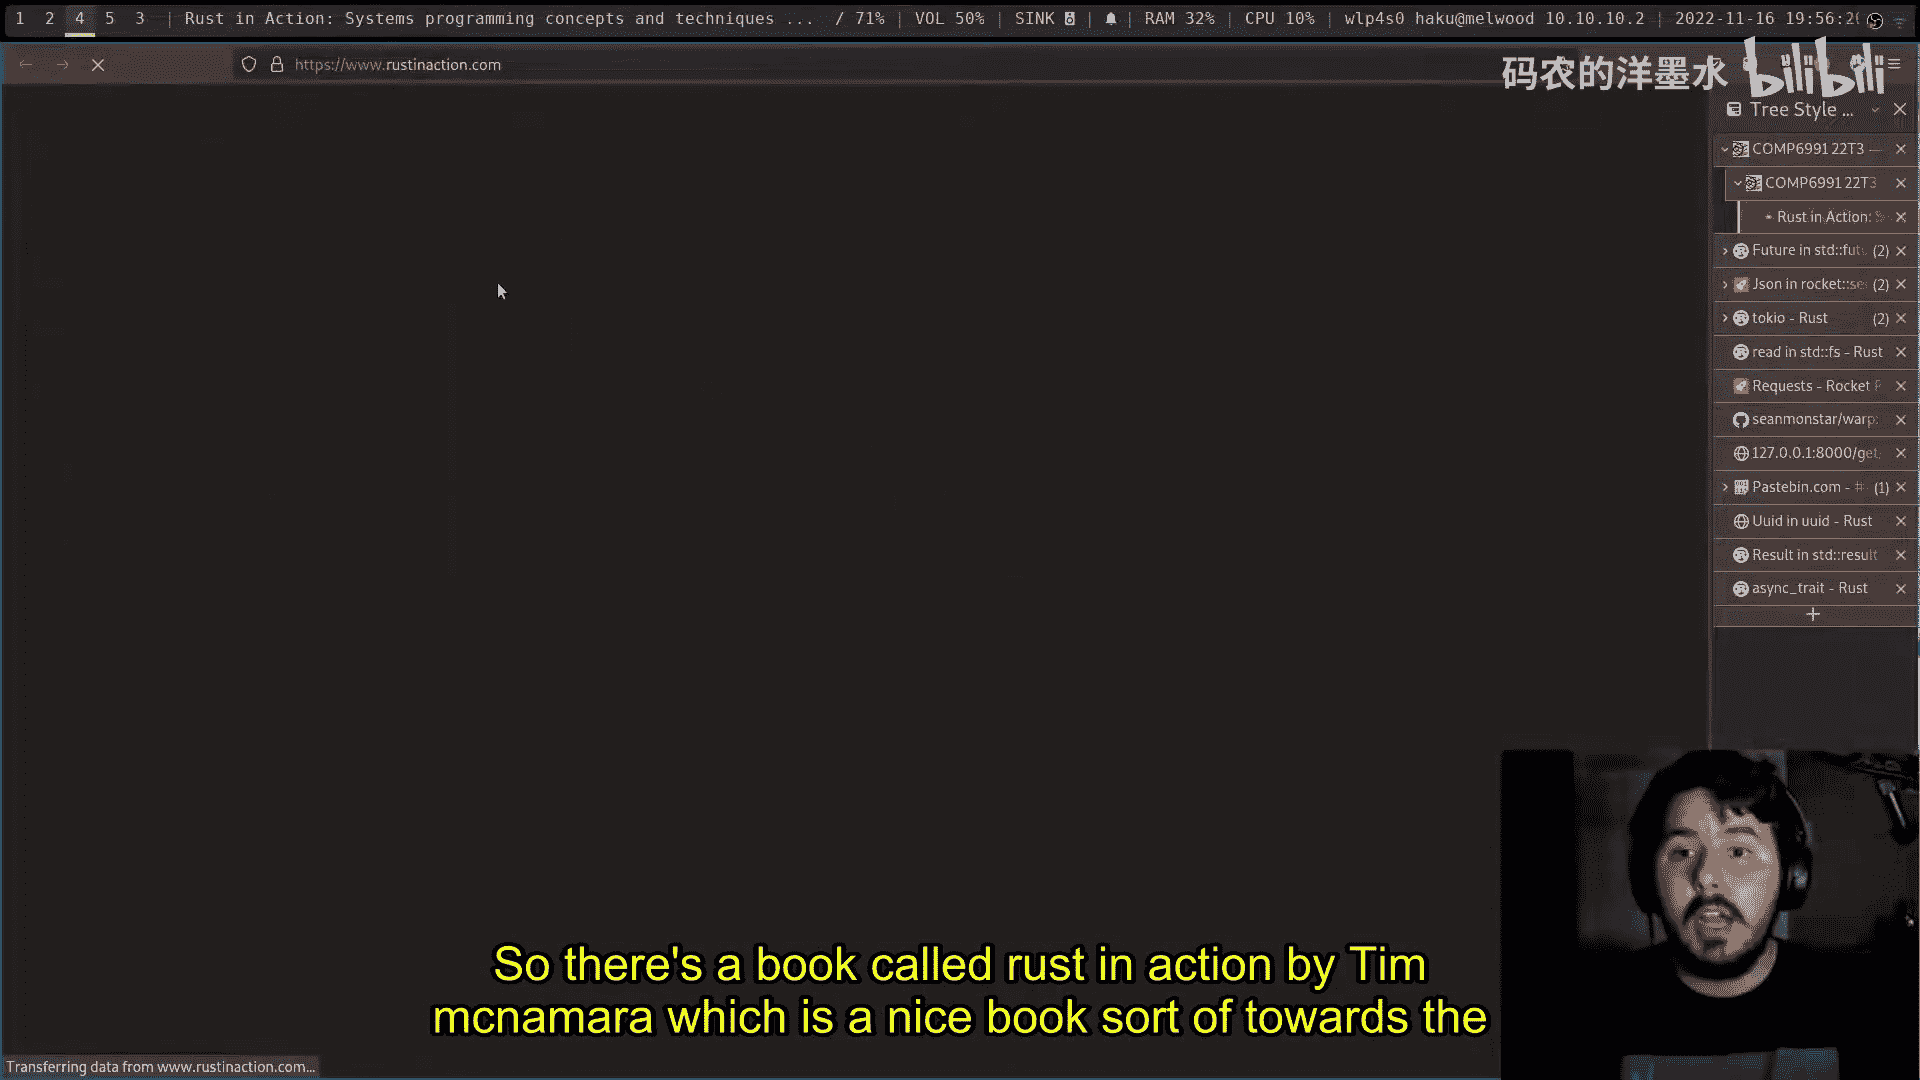 1 2 4 5 3 | Rust in Action: Systems programming concepts and techniques ... / 71% | VOL 50% | SINK | | RAM 32% | CPU 10% | wlp4s0 haku@melwood 10.10.10.2 | 2022-11-16 19:56:2
https://www.rustinaction.com
码农的洋墨水 bilibili
Tree Style ...
COMP6991 22T3 —
COMP6991 22T3
Rust in Action:
Future in std::futu (2)
Json in rocket::se (2)
tokio - Rust (2)
read in std::fs - Rust
Requests - Rocket
seanmonstar/warp:
127.0.0.1:8000/get
Pastebin.com - # (1)
Uuid in uuid - Rust
Result in std::result
async_trait - Rust
So there's a book called rust in action by Tim
mcnamara which is a nice book sort of towards the
Transferring data from www.rustinaction.com...